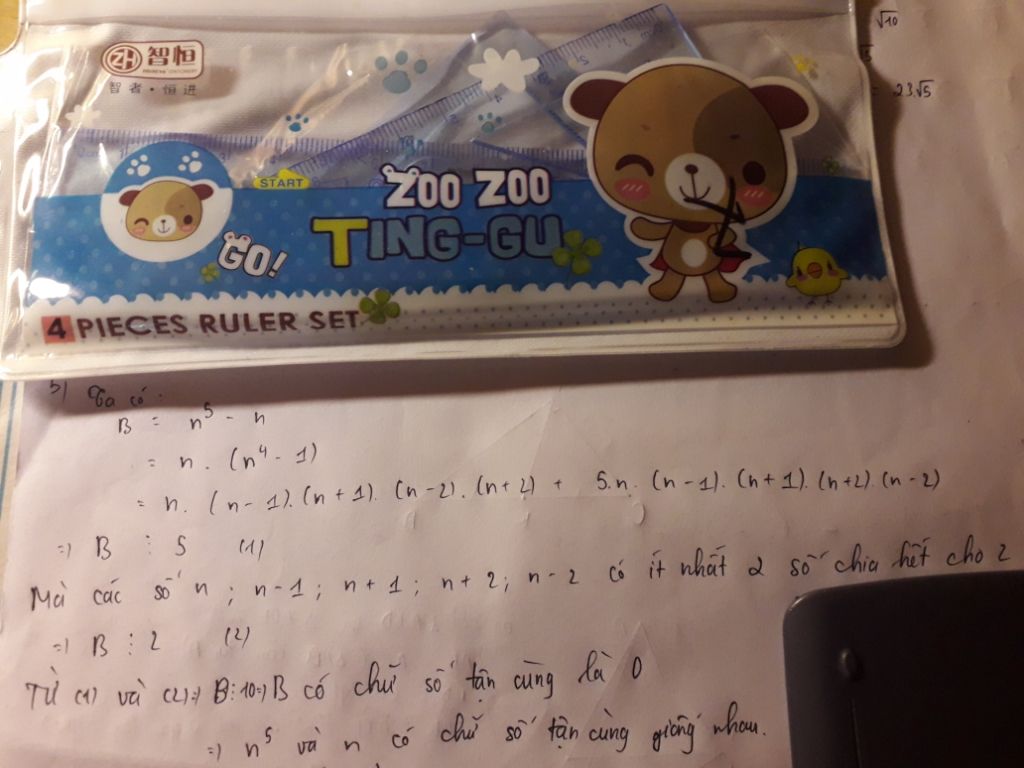 智恒
智者·恒进
START
ZOO ZOO
TING-GU
GO!
4 PIECES RULER SET
√10
= 23√5
5) Ta có:
B = n⁵ - n
= n . (n⁴ - 1)
= n. (n-1).(n+1). (n-2). (n+2) + 5.n. (n-1). (n+1). (n+2). (n-2)
=) B ⋮ 5 (1)
Mà các số n ; n-1 ; n+1 ; n+2 ; n-2 có ít nhất 2 số chia hết cho 2
=) B ⋮ 2 (2)
Từ (1) và (2)=) B⋮10=) B có chữ số tận cùng là 0
=) n⁵ và n có chữ số tận cùng giống nhau.